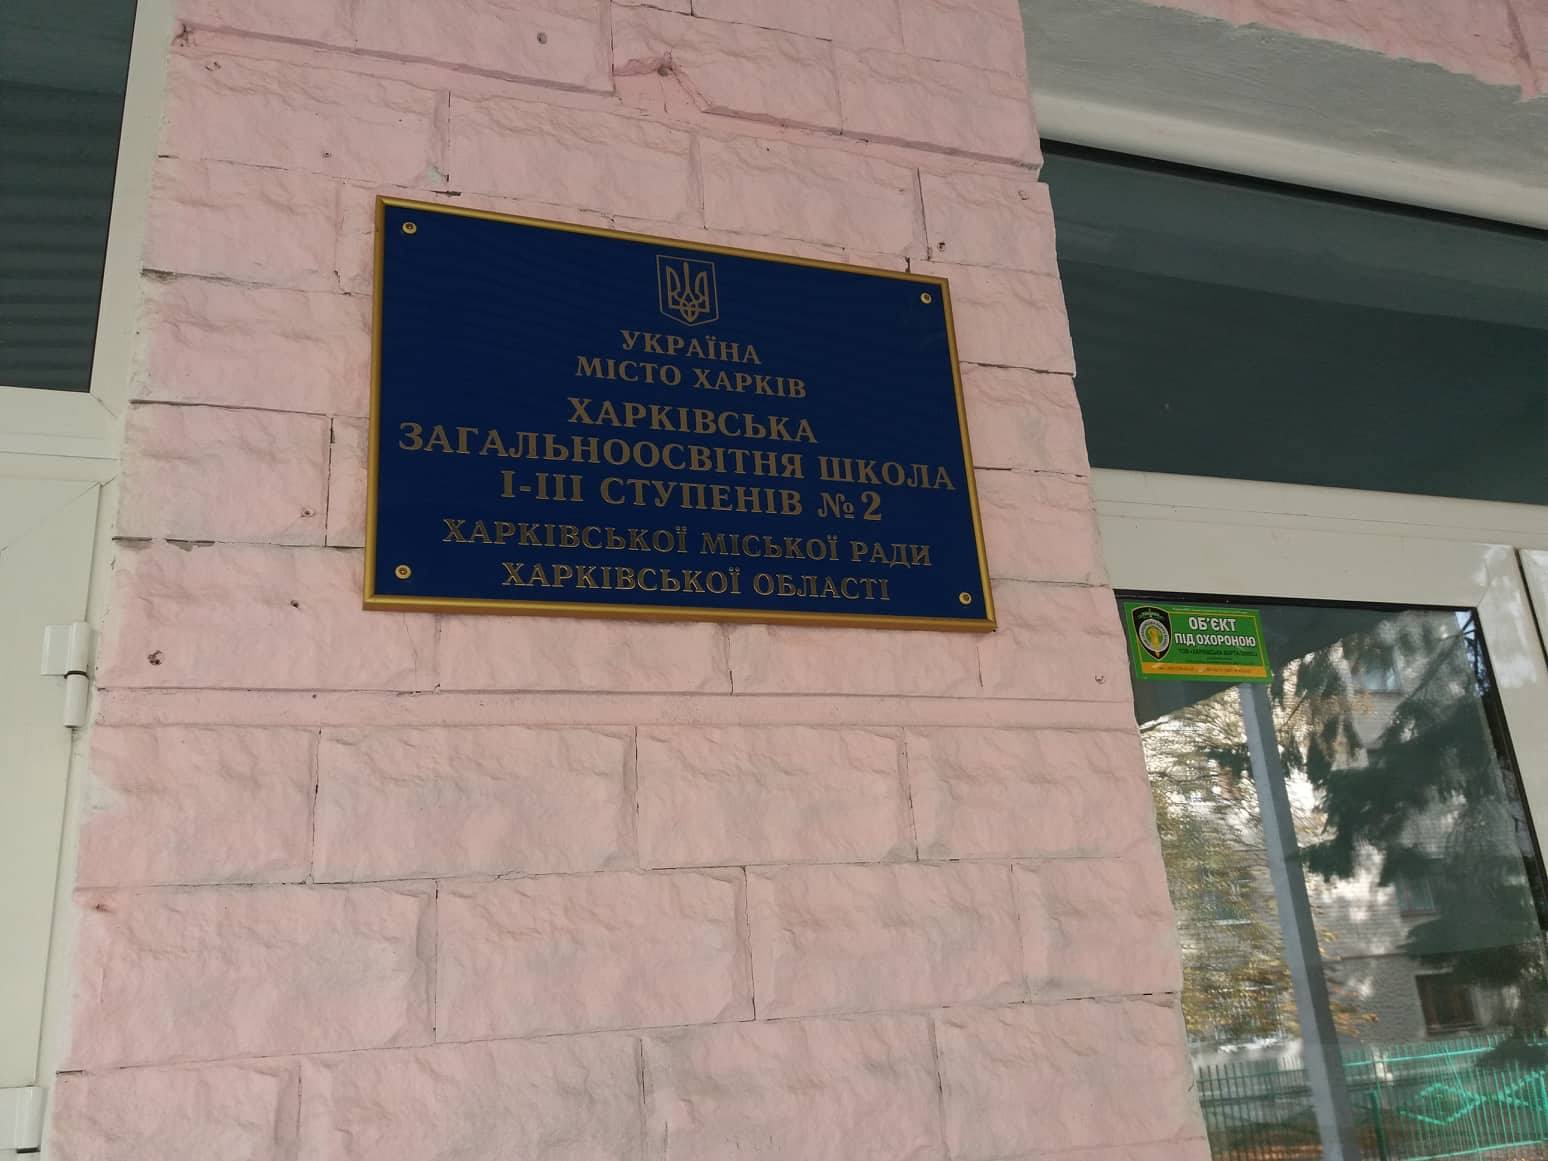 УКРАЇНА
МІСТО ХАРКІВ
ХАРКІВСЬКА
ЗАГАЛЬНООСВІТНЯ ШКОЛА
І-ІІІ СТУПЕНІВ №2
ХАРКІВСЬКОЇ МІСЬКОЇ РАДИ
ХАРКІВСЬКОЇ ОБЛАСТІ
ОБ'ЄКТ
ПІД ОХОРОНОЮ